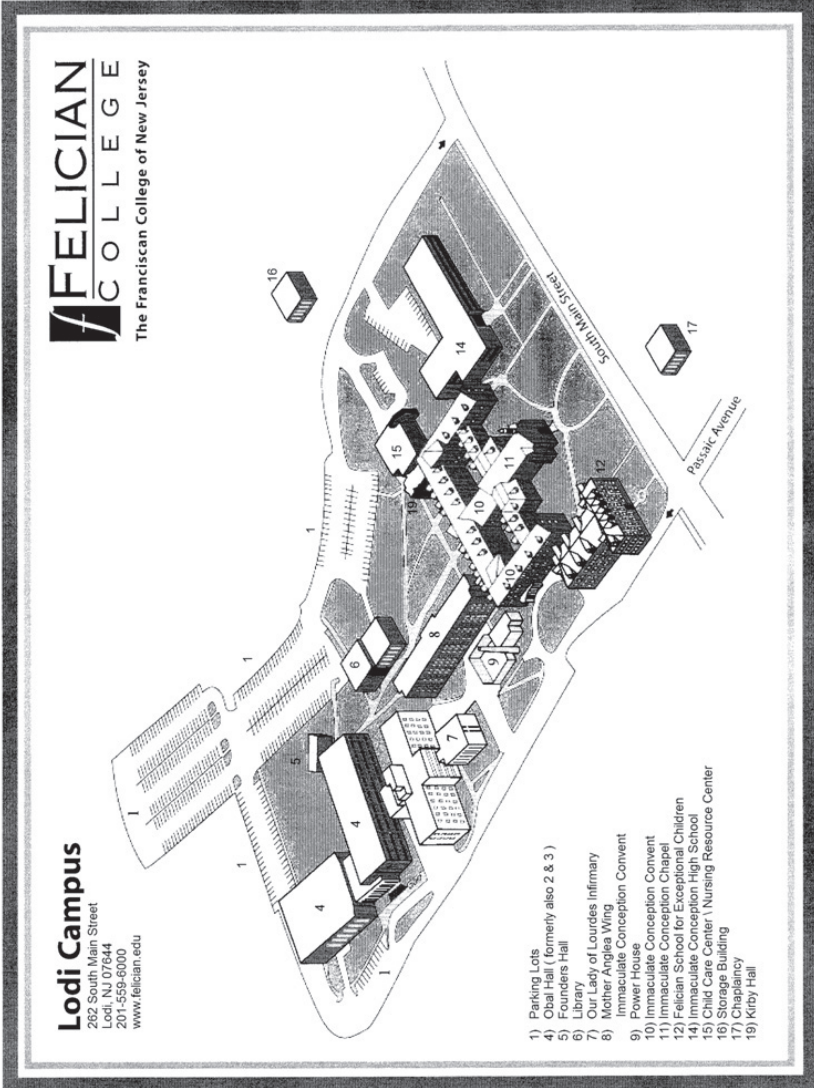 FELICIAN
COLLEGE
The Franciscan College of New Jersey
Lodi Campus
262 South Main Street
Lodi, NJ 07644
201-559-6000
www.felician.edu
1
1
1
1
1
4
4
5
6
7
8
9
10
10
11
12
14
15
16
17
19
South Main Street
Passaic Avenue
1) Parking Lots
4) Obal Hall ( formerly also 2 & 3 )
5) Founders Hall
6) Library
7) Our Lady of Lourdes Infirmary
8) Mother Anglea Wing
Immaculate Conception Convent
9) Power House
10) Immaculate Conception Convent
11) Immaculate Conception Chapel
12) Felician School for Exceptional Children
14) Immaculate Conception High School
15) Child Care Center \ Nursing Resource Center
16) Storage Building
17) Chaplaincy
19) Kirby Hall